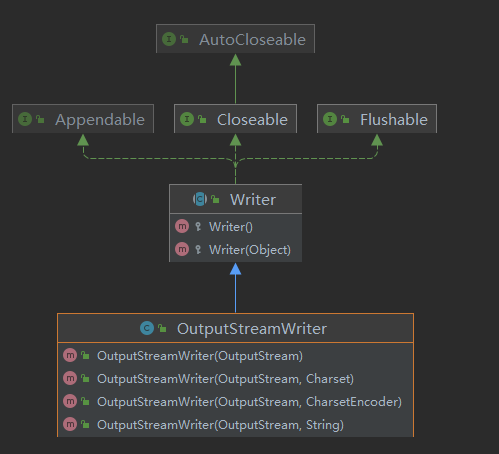 AutoCloseable
Appendable
Closeable
Flushable
Writer
Writer()
Writer(Object)
OutputStreamWriter
OutputStreamWriter(OutputStream)
OutputStreamWriter(OutputStream, Charset)
OutputStreamWriter(OutputStream, CharsetEncoder)
OutputStreamWriter(OutputStream, String)